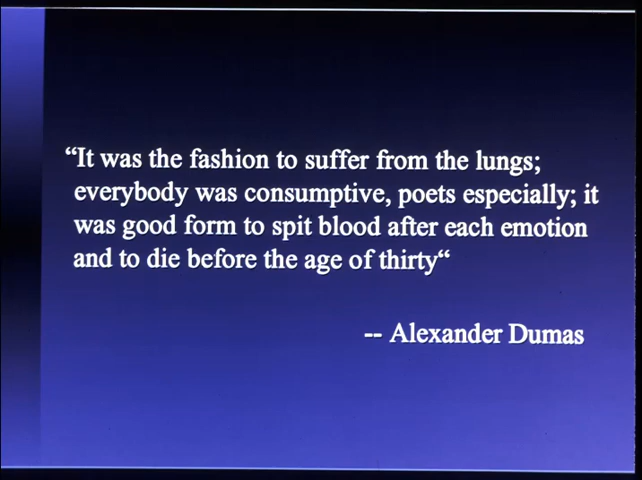 “It was the fashion to suffer from the lungs;
everybody was consumptive, poets especially; it
was good form to spit blood after each emotion
and to die before the age of thirty“
-- Alexander Dumas